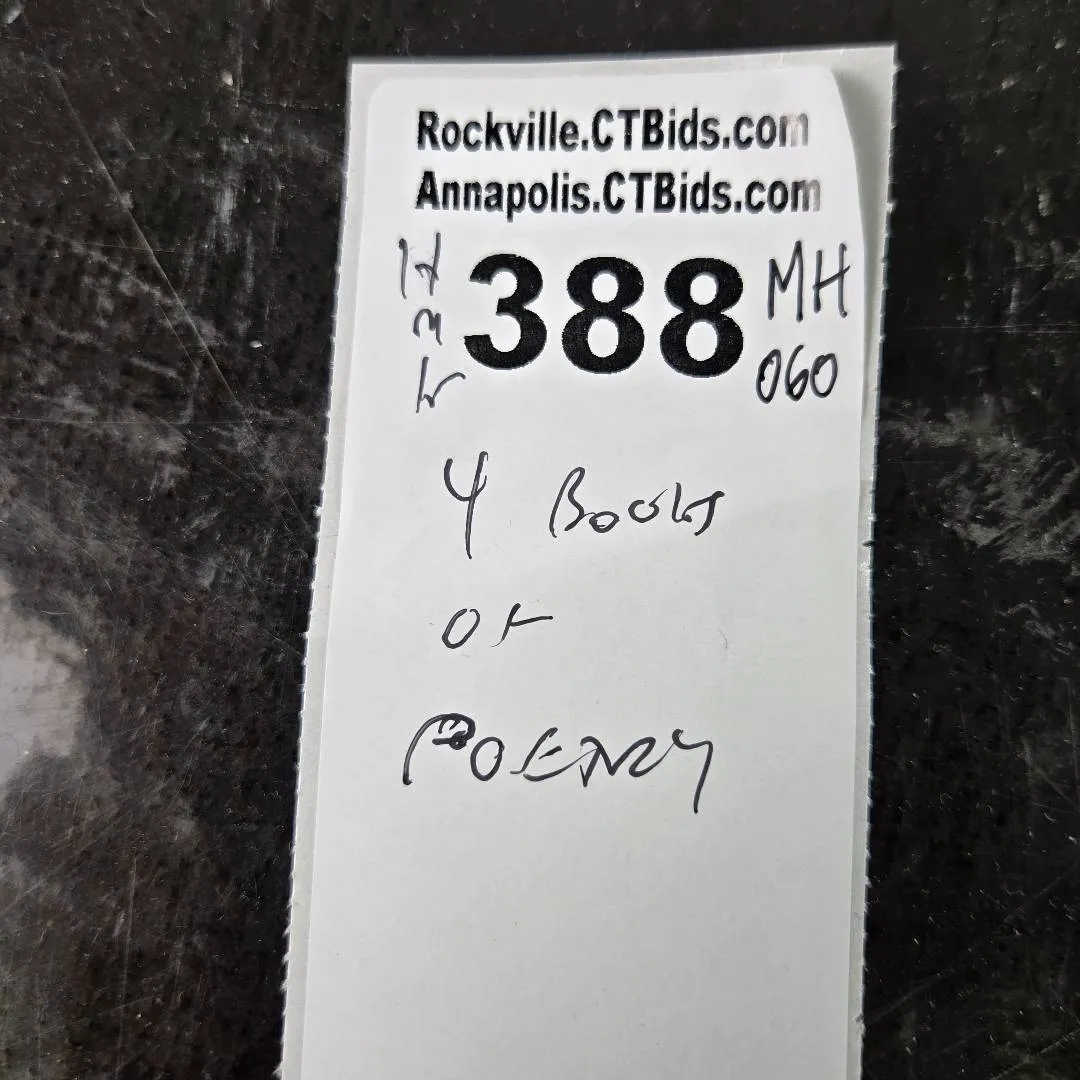 Rockville.CTBids.com
Annapolis.CTBids.com
388
MH
060
4 Books
OF
POETRY